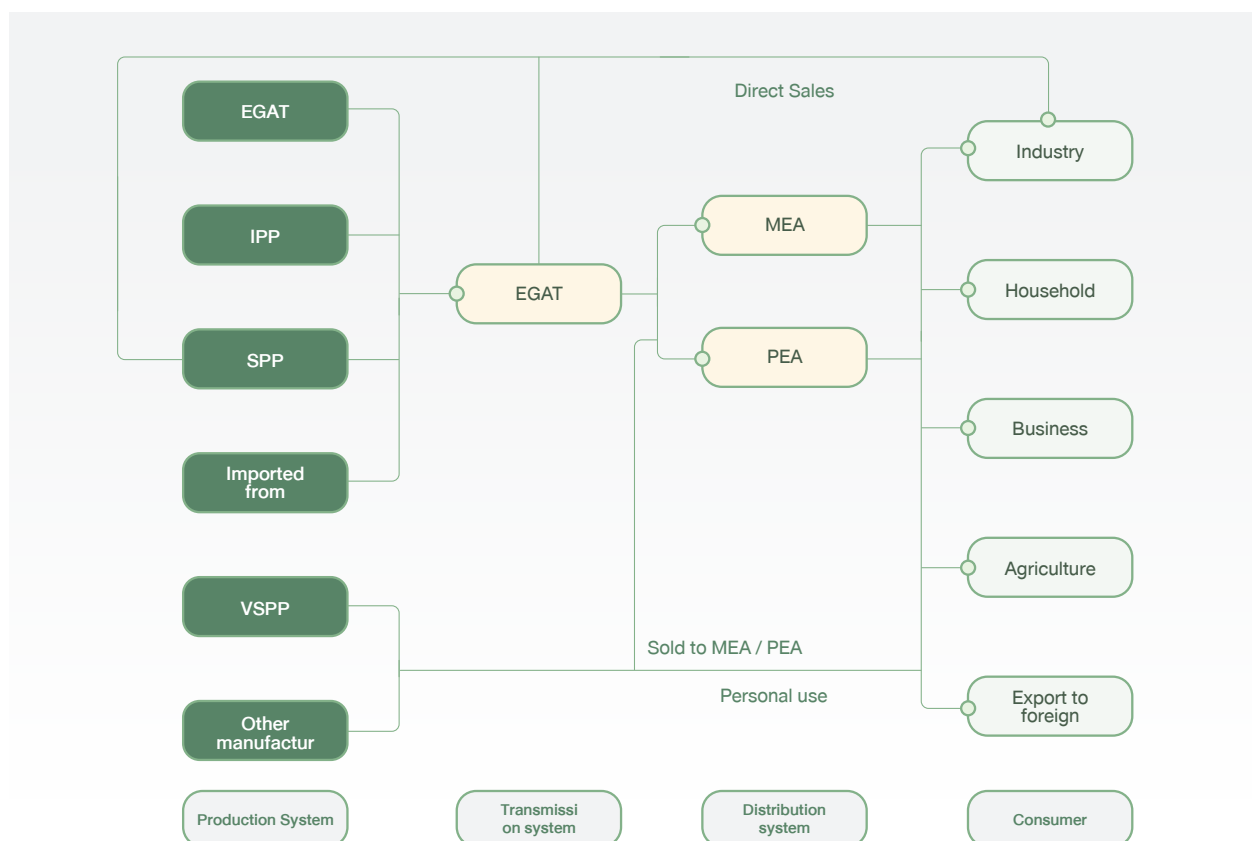 Direct Sales
EGAT
IPP
SPP
Imported
from
VSPP
Other
manufactur
EGAT
MEA
PEA
Sold to MEA / PEA
Personal use
Industry
Household
Business
Agriculture
Export to
foreign
Production System
Transmissi
on system
Distribution
system
Consumer